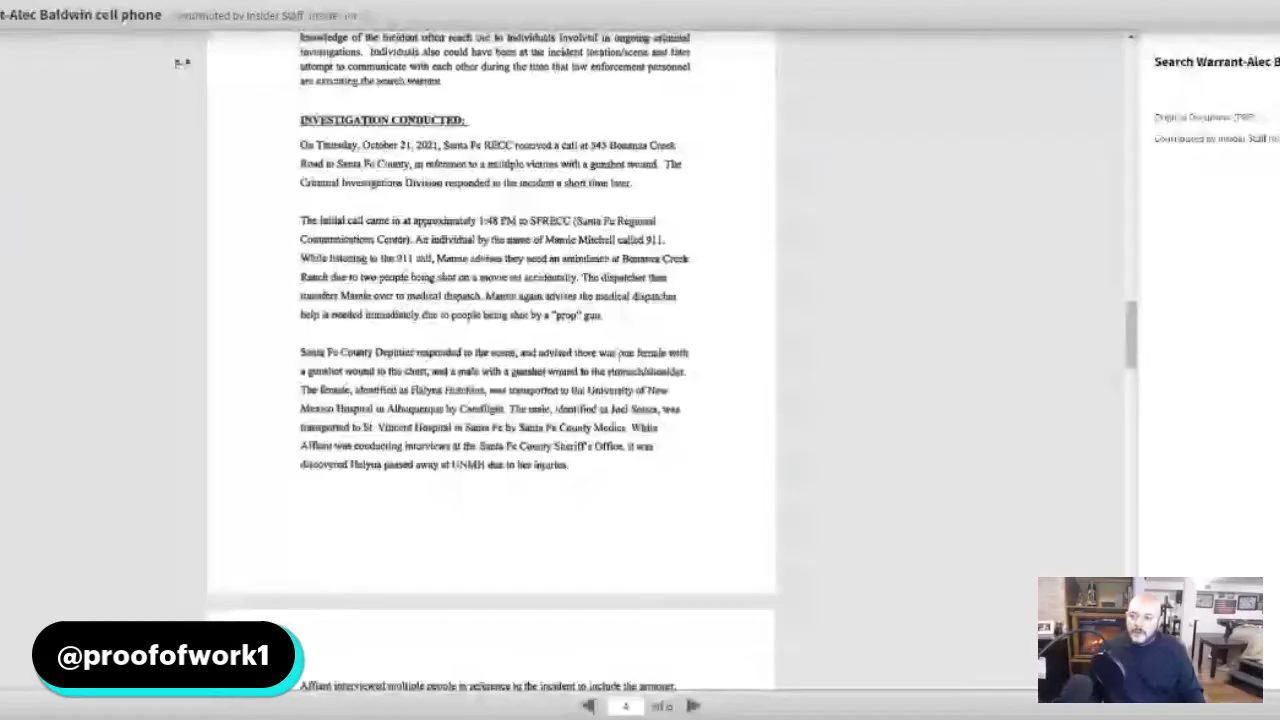 t-Alec Baldwin cell phone
by Insider Staff
knowledge of the incident often reach out to individuals involved in ongoing criminal
investigations. Individuals also could have been at the incident location/scene and later
attempt to communicate with each other during the time that law enforcement personnel
are executing the search warrant.
Search Warrant-Alec B
INVESTIGATION CONDUCTED:
On Thursday, October 21, 2021, Santa Fe RECC received a call at 545 Bonanza Creek
Road in Santa Fe County, in reference to a multiple victims with a gunshot wound. The
Criminal Investigations Division responded to the incident a short time later.
The initial call came in at approximately 1:48 PM to SFRECC (Santa Fe Regional
Communications Center). An individual by the name of Mamie Mitchell called 911.
While listening to the 911 call, Mamie advises they need an ambulance at Bonanza Creek
Ranch due to two people being shot on a movie set accidentally. The dispatcher then
transfers Mamie over to medical dispatch. Mamie again advises the medical dispatcher
help is needed immediately due to people being shot by a "prop" gun.
Santa Fe County Deputies responded to the scene, and advised there was one female with
a gunshot wound to the chest, and a male with a gunshot wound to the stomach/shoulder.
The female, identified as Halyna Hutchins, was transported to the University of New
Mexico Hospital in Albuquerque by Careflight. The male, identified as Joel Souza, was
transported to St. Vincent Hospital in Santa Fe by Santa Fe County Medics. While
Affiant was conducting interviews at the Santa Fe County Sheriff's Office, it was
discovered Halyna passed away at UNMH due to her injuries.
@proofofwork1
Affiant interviewed multiple people in reference to the incident to include the armorer,
4